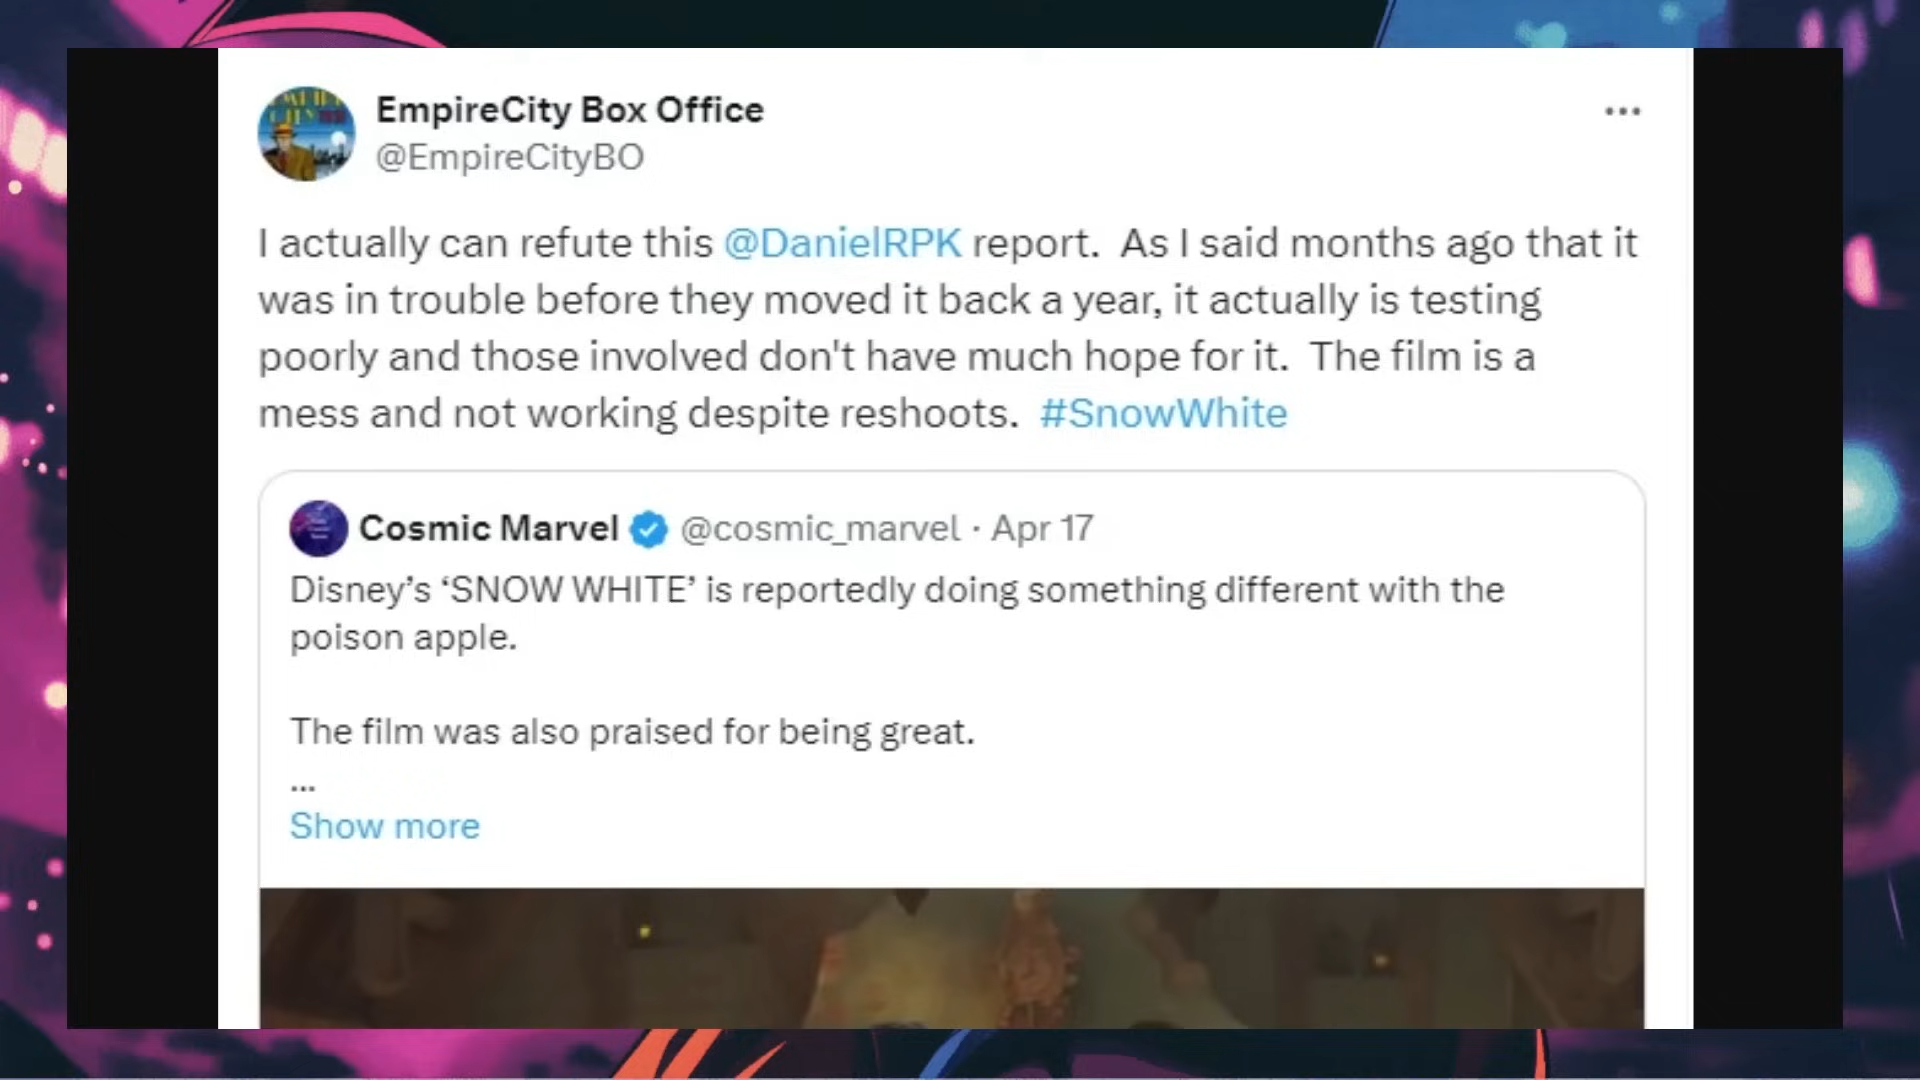 EmpireCity Box Office
@EmpireCityBO
I actually can refute this @DanielRPK report.  As I said months ago that it
was in trouble before they moved it back a year, it actually is testing
poorly and those involved don't have much hope for it.  The film is a
mess and not working despite reshoots.  #SnowWhite
Cosmic Marvel @cosmic_marvel · Apr 17
Disney’s ‘SNOW WHITE’ is reportedly doing something different with the
poison apple.
The film was also praised for being great.
...
Show more